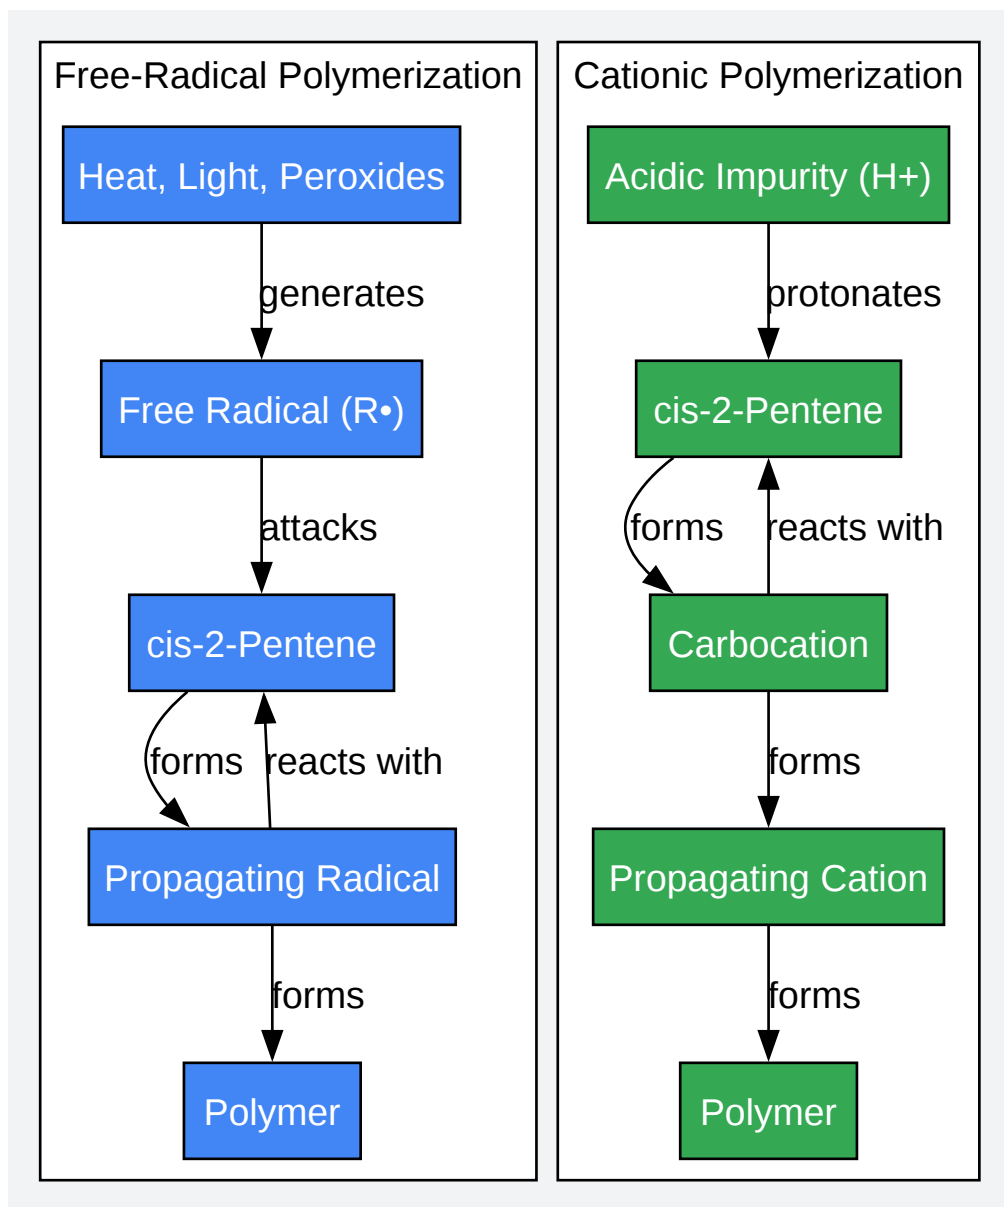 Free-Radical Polymerization
Heat, Light, Peroxides
generates
Free Radical (R•)
attacks
cis-2-Pentene
forms
reacts with
Propagating Radical
forms
Polymer
Cationic Polymerization
Acidic Impurity (H+)
protonates
cis-2-Pentene
forms
reacts with
Carbocation
forms
Propagating Cation
forms
Polymer